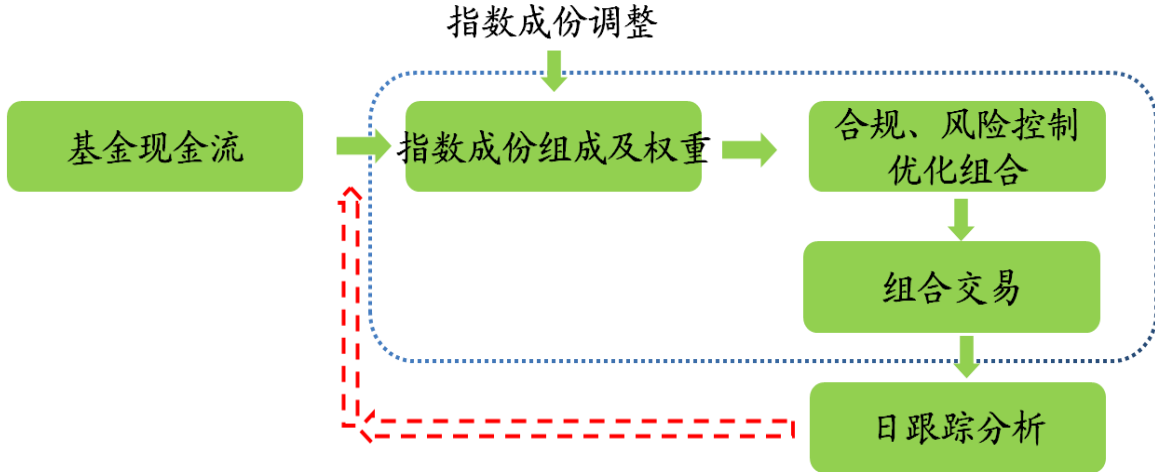 指数成份调整
基金现金流
指数成份组成及权重
合规、风险控制
优化组合
组合交易
日跟踪分析